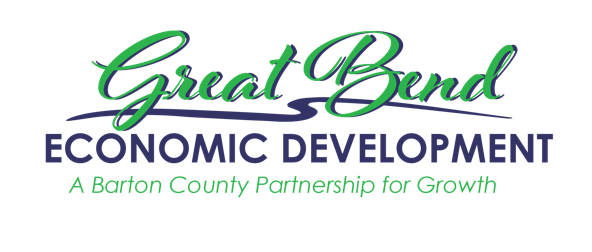 Great Bend
ECONOMIC DEVELOPMENT
A Barton County Partnership for Growth